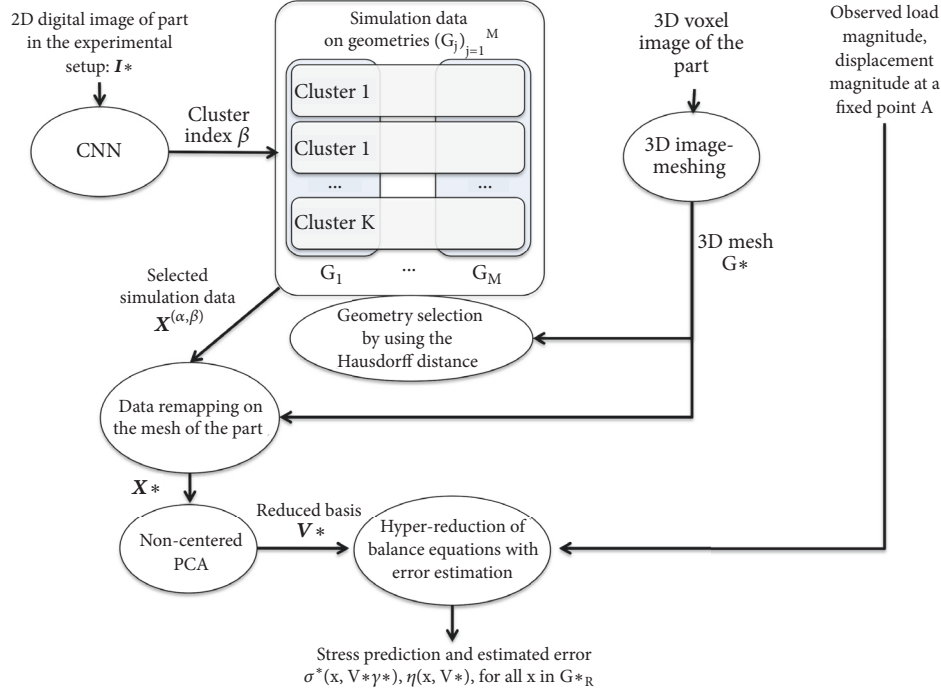 2D digital image of part
in the experimental
setup: I*
CNN
Cluster
index β
Simulation data
on geometries (Gj)j=1 M
Cluster 1
Cluster 1
...
...
Cluster K
G1
...
GM
3D voxel
image of the
part
3D image-
meshing
3D mesh
G*
Observed load
magnitude,
displacement
magnitude at a
fixed point A
Geometry selection
by using the
Hausdorff distance
Selected
simulation data
X(α,β)
Data remapping on
the mesh of the part
X*
Non-centered
PCA
Reduced basis
V*
Hyper-reduction of
balance equations with
error estimation
Stress prediction and estimated error
σ*(x, V*γ*), η(x, V*), for all x in G*R